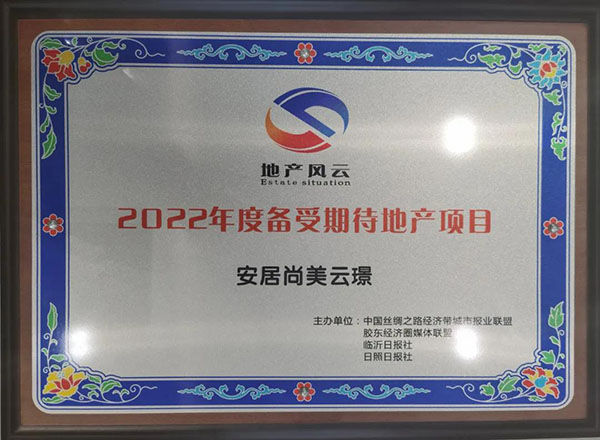 地产风云
Estate situation
2022年度备受期待地产项目
安居尚美云璟
主办单位：中国丝绸之路经济带城市报业联盟
胶东经济圈媒体联盟
临沂日报社
日照日报社